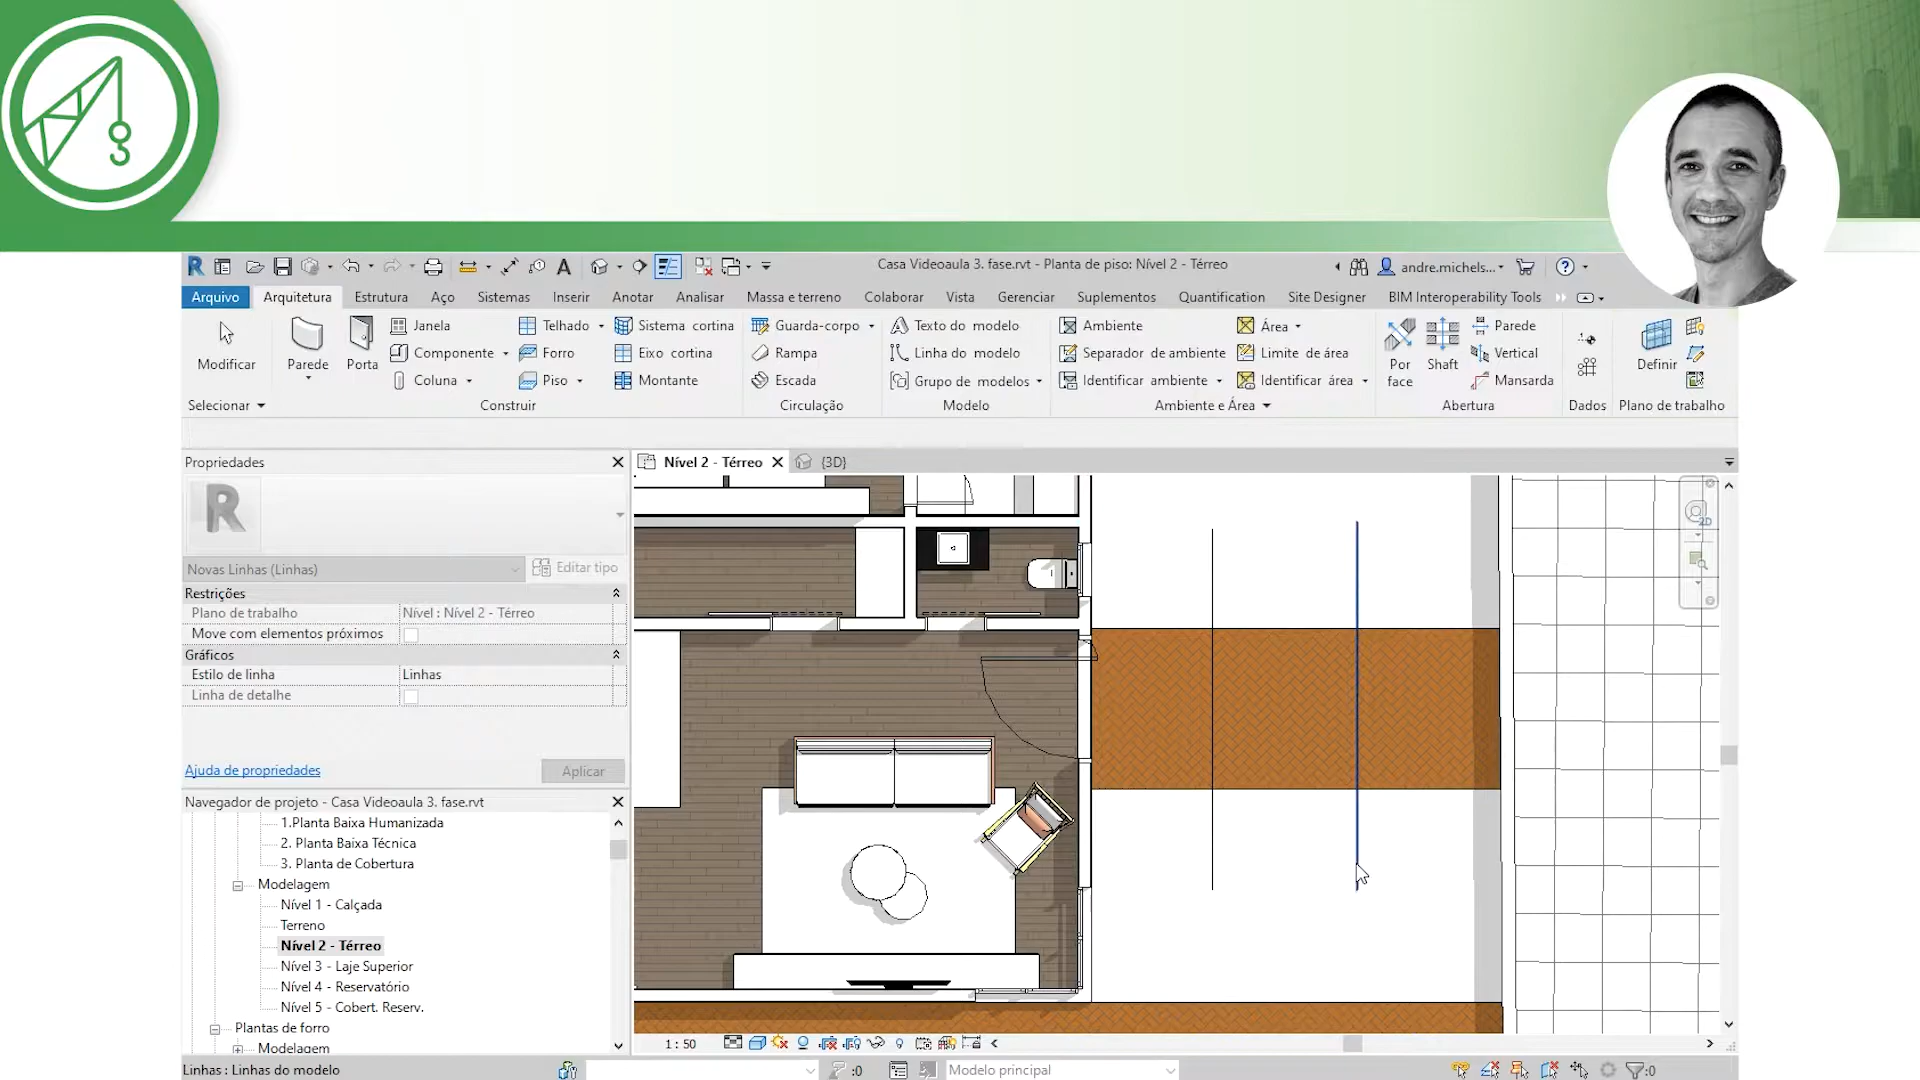 Casa Videoaula 3. fase.rvt - Planta de piso: Nível 2 - Térreo
andre.michels...
Arquivo Arquitetura Estrutura Aço Sistemas Inserir Anotar Analisar Massa e terreno Colaborar Vista Gerenciar Suplementos Quantification Site Designer BIM Interoperability Tools
Janela Telhado Sistema cortina Guarda-corpo Texto do modelo Ambiente Área Parede
Componente Forro Eixo cortina Rampa Linha do modelo Separador de ambiente Limite de área Vertical
Modificar Parede Porta Por face Shaft Definir
Coluna Piso Montante Escada Grupo de modelos Identificar ambiente Identificar área Mansarda
Selecionar Construir Circulação Modelo Ambiente e Área Abertura Dados Plano de trabalho
Propriedades
Nível 2 - Térreo {3D}
R
Novas Linhas (Linhas) Editar tipo
Restrições
Plano de trabalho Nível : Nível 2 - Térreo
Move com elementos próximos
Gráficos
Estilo de linha Linhas
Linha de detalhe
Ajuda de propriedades Aplicar
Navegador de projeto - Casa Videoaula 3. fase.rvt
1.Planta Baixa Humanizada
2. Planta Baixa Técnica
3. Planta de Cobertura
Modelagem
Nível 1 - Calçada
Terreno
Nível 2 - Térreo
Nível 3 - Laje Superior
Nível 4 - Reservatório
Nível 5 - Cobert. Reserv.
Plantas de forro
Modelagem
2D
1 : 50
Linhas : Linhas do modelo :0 Modelo principal :0